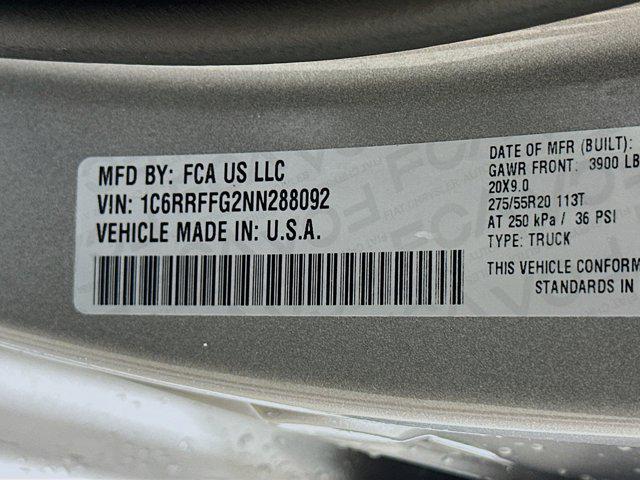 MFD BY: FCA US LLC
VIN: 1C6RRFFG2NN288092
VEHICLE MADE IN: U.S.A.
DATE OF MFR (BUILT):
GAWR FRONT: 3900 LB
20X9.0
275/55R20 113T
AT 250 kPa / 36 PSI
TYPE: TRUCK
THIS VEHICLE CONFORM
STANDARDS IN